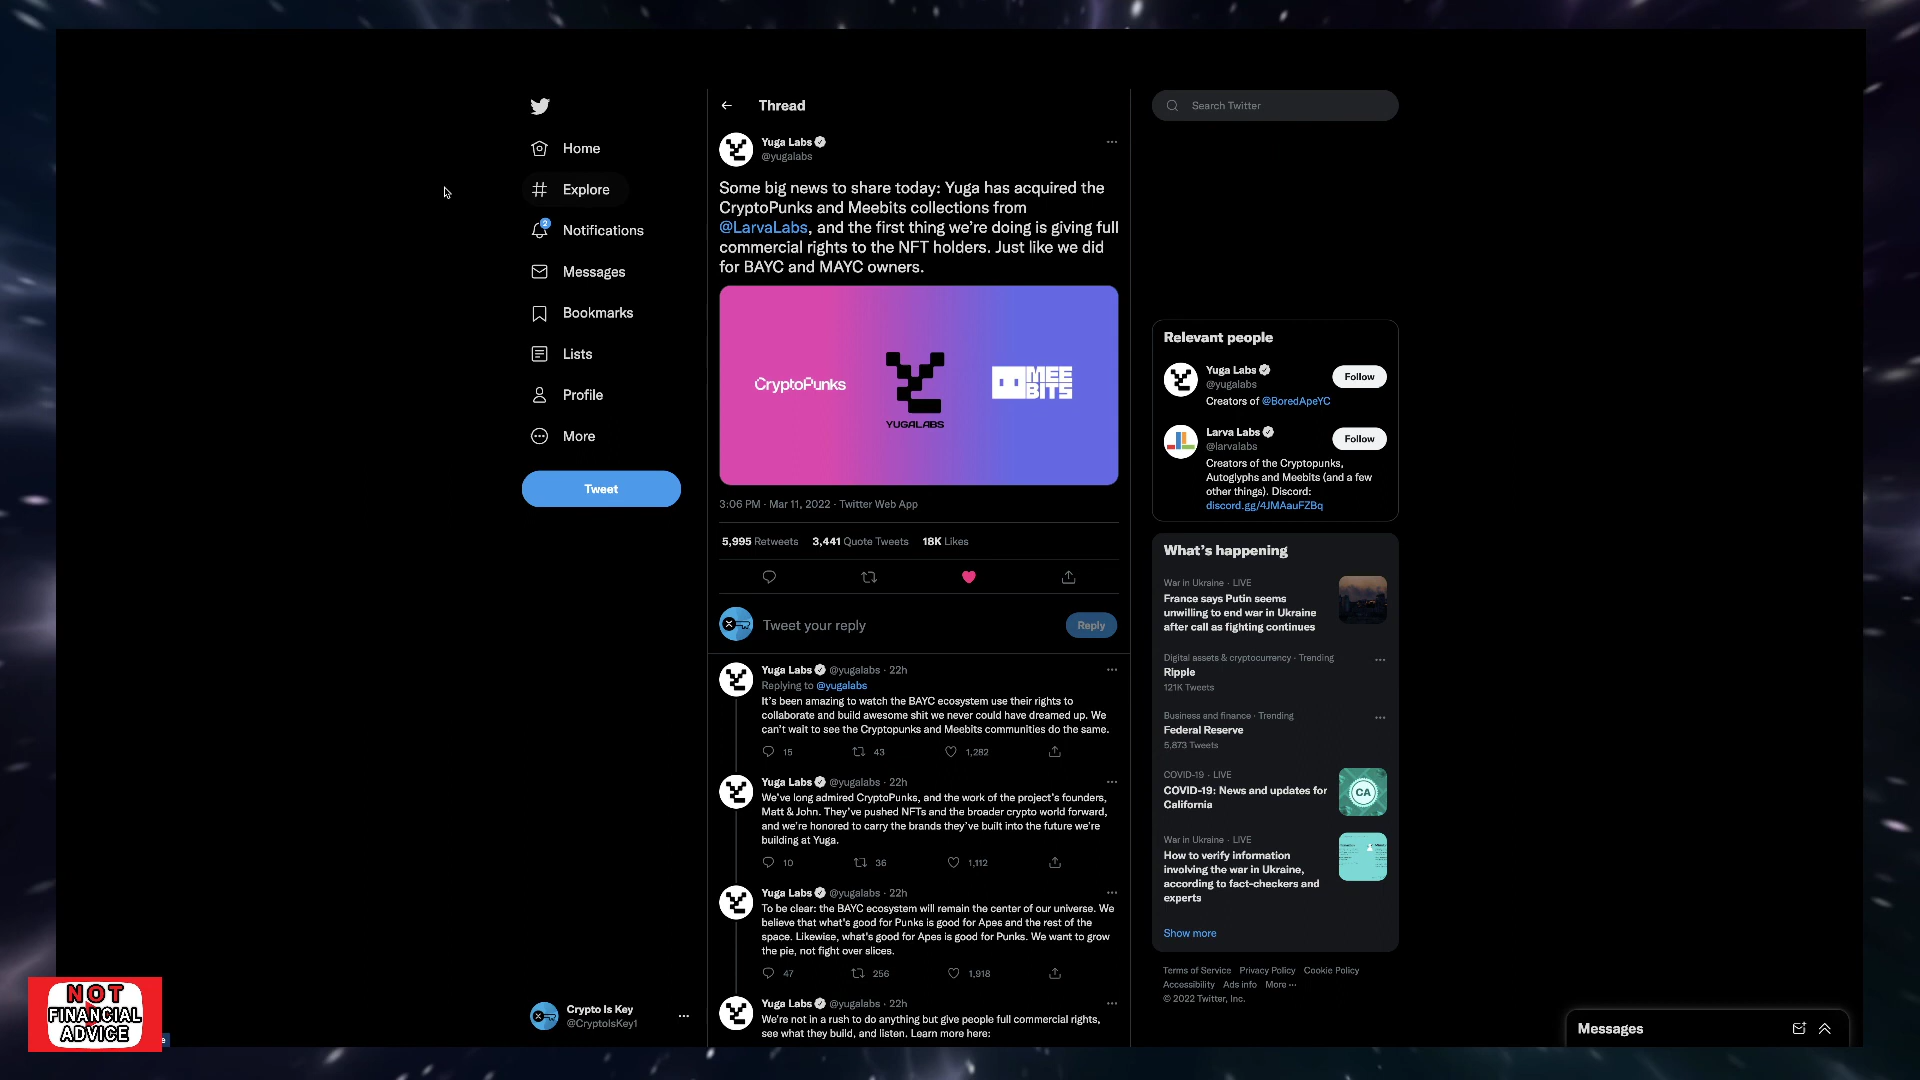 Home
Explore
2
Notifications
Messages
Bookmarks
Lists
Profile
More
Tweet
Crypto Is Key
@CryptoIsKey1
Thread
Yuga Labs
@yugalabs
Some big news to share today: Yuga has acquired the
CryptoPunks and Meebits collections from
@LarvaLabs, and the first thing we're doing is giving full
commercial rights to the NFT holders. Just like we did
for BAYC and MAYC owners.
CryptoPunks
YUGALABS
MEE
BITS
3:06 PM · Mar 11, 2022 · Twitter Web App
5,995 Retweets 3,441 Quote Tweets 18K Likes
Tweet your reply
Reply
Yuga Labs @yugalabs · 22h
Replying to @yugalabs
It's been amazing to watch the BAYC ecosystem use their rights to
collaborate and build awesome shit we never could have dreamed up. We
can't wait to see the Cryptopunks and Meebits communities do the same.
15 43 1,282
Yuga Labs @yugalabs · 22h
We've long admired CryptoPunks, and the work of the project's founders,
Matt & John. They've pushed NFTs and the broader crypto world forward,
and we're honored to carry the brands they've built into the future we're
building at Yuga.
10 36 1,112
Yuga Labs @yugalabs · 22h
To be clear: the BAYC ecosystem will remain the center of our universe. We
believe that what's good for Punks is good for Apes and the rest of the
space. Likewise, what's good for Apes is good for Punks. We want to grow
the pie, not fight over slices.
47 256 1,918
Yuga Labs @yugalabs · 22h
We're not in a rush to do anything but give people full commercial rights,
see what they build, and listen. Learn more here:
Search Twitter
Relevant people
Yuga Labs
@yugalabs
Follow
Creators of @BoredApeYC
Larva Labs
@larvalabs
Follow
Creators of the Cryptopunks,
Autoglyphs and Meebits (and a few
other things). Discord:
discord.gg/4JMAauFZBq
What's happening
War in Ukraine · LIVE
France says Putin seems
unwilling to end war in Ukraine
after call as fighting continues
Digital assets & cryptocurrency · Trending
Ripple
121K Tweets
Business and finance · Trending
Federal Reserve
5,873 Tweets
COVID-19 · LIVE
COVID-19: News and updates for
California
CA
War in Ukraine · LIVE
How to verify information
involving the war in Ukraine,
according to fact-checkers and
experts
Show more
Terms of Service Privacy Policy Cookie Policy
Accessibility Ads info More ···
© 2022 Twitter, Inc.
Messages
NOT
FINANCIAL
ADVICE